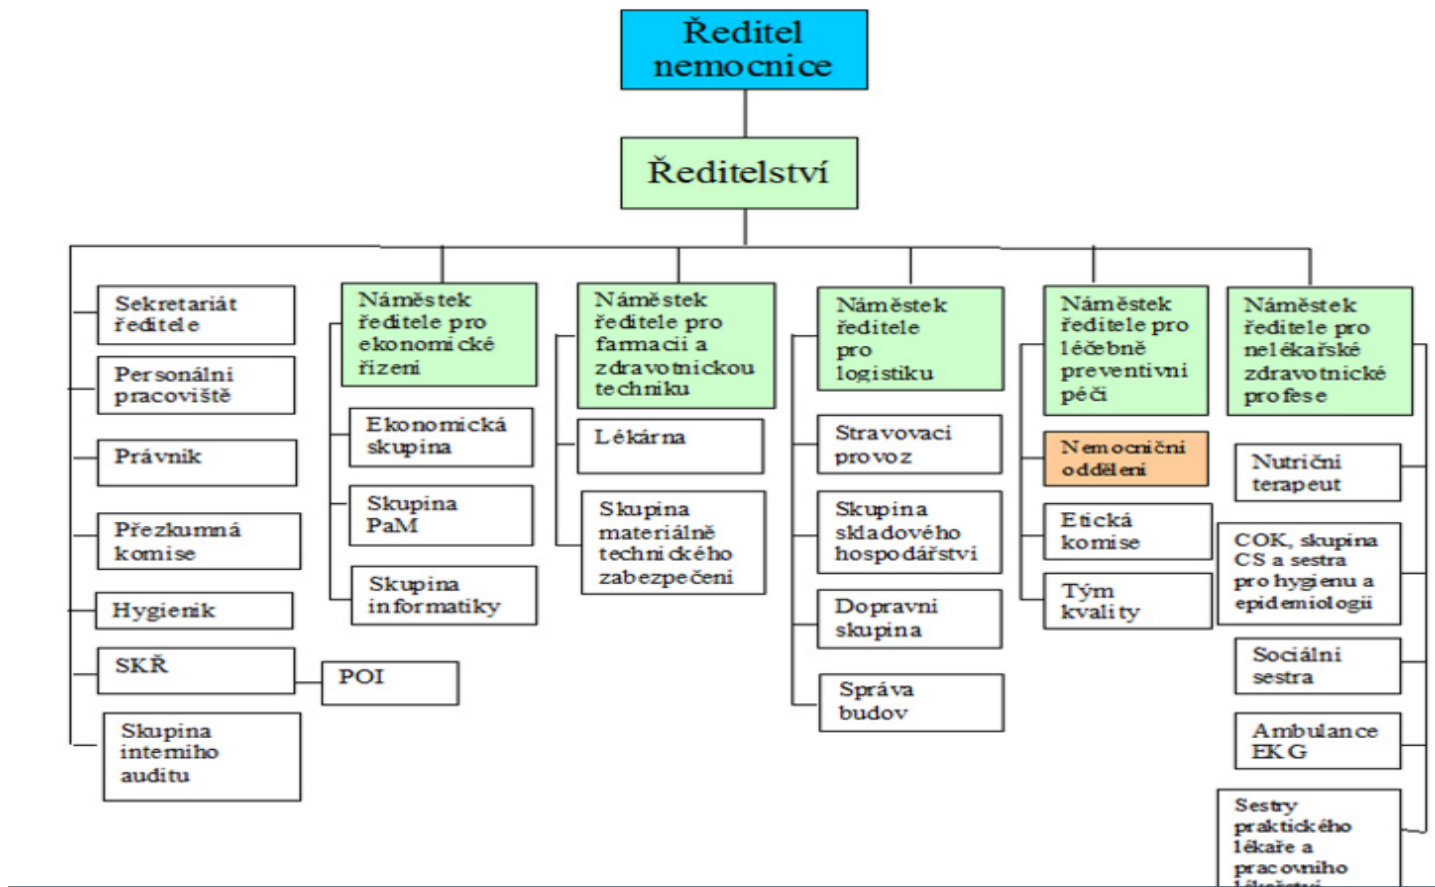 Ředitel
nemocnice
Ředitelství
Sekretariát
ředitele
Personální
pracoviště
Právník
Přezkumná
komise
Hygienik
SKŘ
POI
Skupina
interního
auditu
Náměstek
ředitele pro
ekonomické
řízení
Ekonomická
skupina
Skupina
PaM
Skupina
informatiky
Náměstek
ředitele pro
farmacii a
zdravotnickou
techniku
Lékárna
Skupina
materiálně
technického
zabezpečení
Náměstek
ředitele
pro
logistiku
Stravovací
provoz
Skupina
skladového
hospodářství
Dopravní
skupina
Správa
budov
Náměstek
ředitele pro
léčebně
preventivní
péči
Nemocniční
oddělení
Etická
komise
Tým
kvality
Náměstek
ředitele pro
nelékařské
zdravotnické
profese
Nutriční
terapeut
COK, skupina
CS a sestra
pro hygienu a
epidemiologii
Sociální
sestra
Ambulance
EKG
Sestry
praktického
lékaře a
pracovního
lékařství